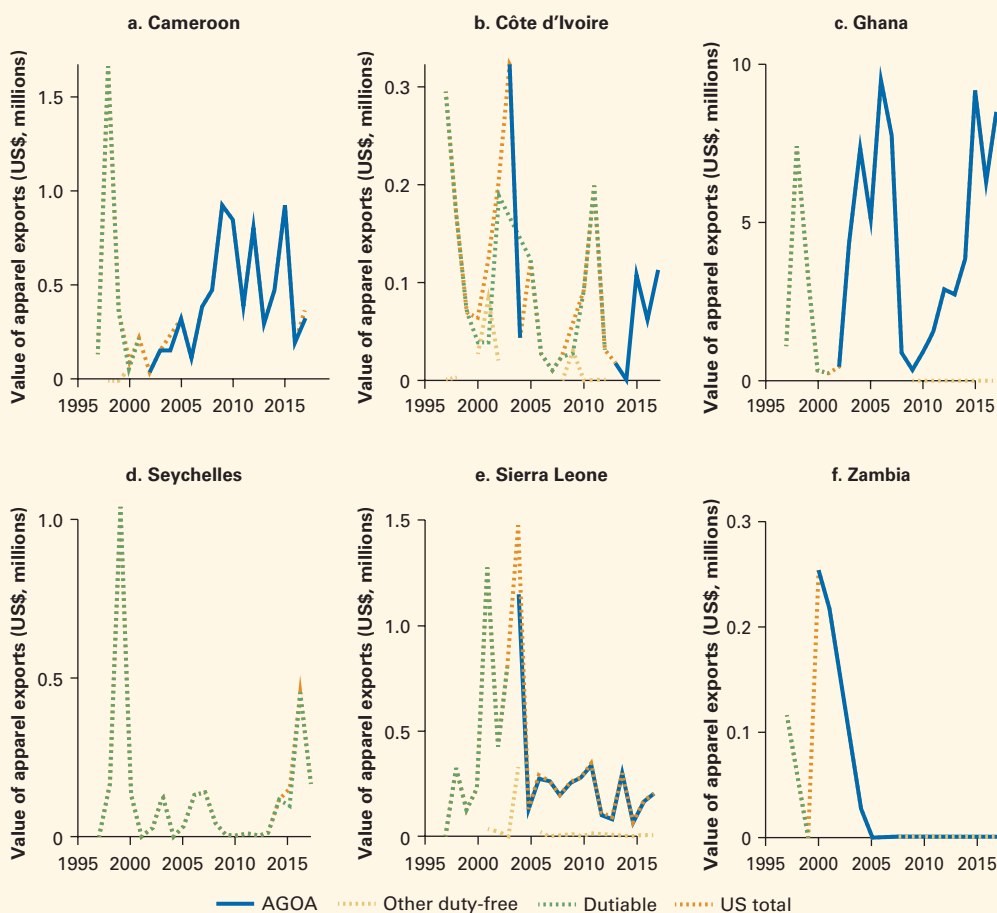 a. Cameroon
Value of apparel exports (US$, millions)
1.5
1.0
0.5
0
1995 2000 2005 2010 2015
b. Côte d'Ivoire
Value of apparel exports (US$, millions)
0.3
0.2
0.1
0
1995 2000 2005 2010 2015
c. Ghana
Value of apparel exports (US$, millions)
10
5
0
1995 2000 2005 2010 2015
d. Seychelles
Value of apparel exports (US$, millions)
1.0
0.5
0
1995 2000 2005 2010 2015
e. Sierra Leone
Value of apparel exports (US$, millions)
1.5
1.0
0.5
0
1995 2000 2005 2010 2015
f. Zambia
Value of apparel exports (US$, millions)
0.3
0.2
0.1
0
1995 2000 2005 2010 2015
AGOA Other duty-free Dutiable US total